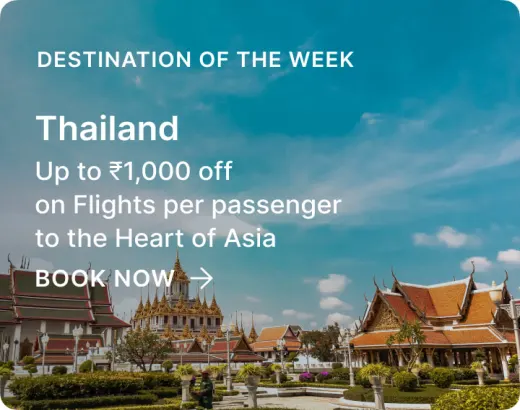 DESTINATION OF THE WEEK
Thailand
Up to ₹1,000 off
on Flights per passenger
to the Heart of Asia
BOOK NOW →